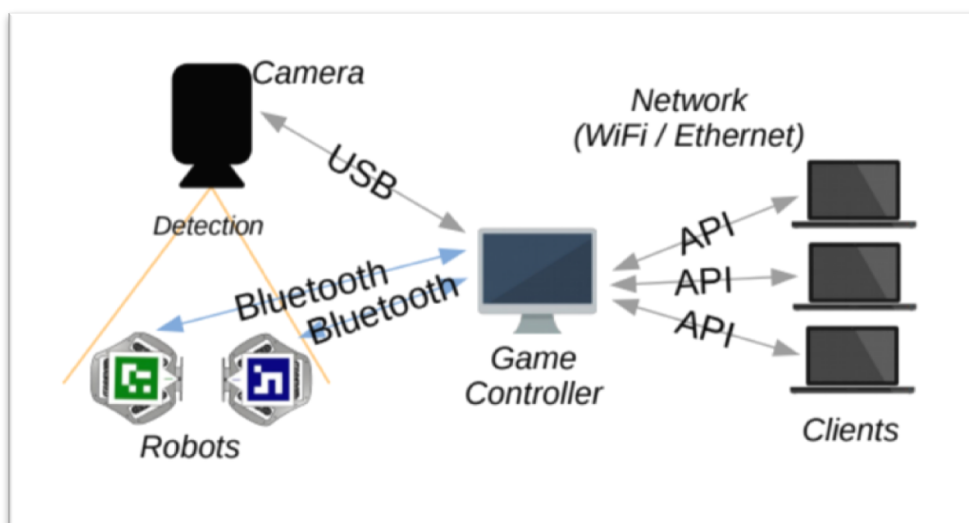 Camera
Network
(WiFi / Ethernet)
USB
Detection
API
Bluetooth
API
Bluetooth
API
Game
Controller
Robots
Clients